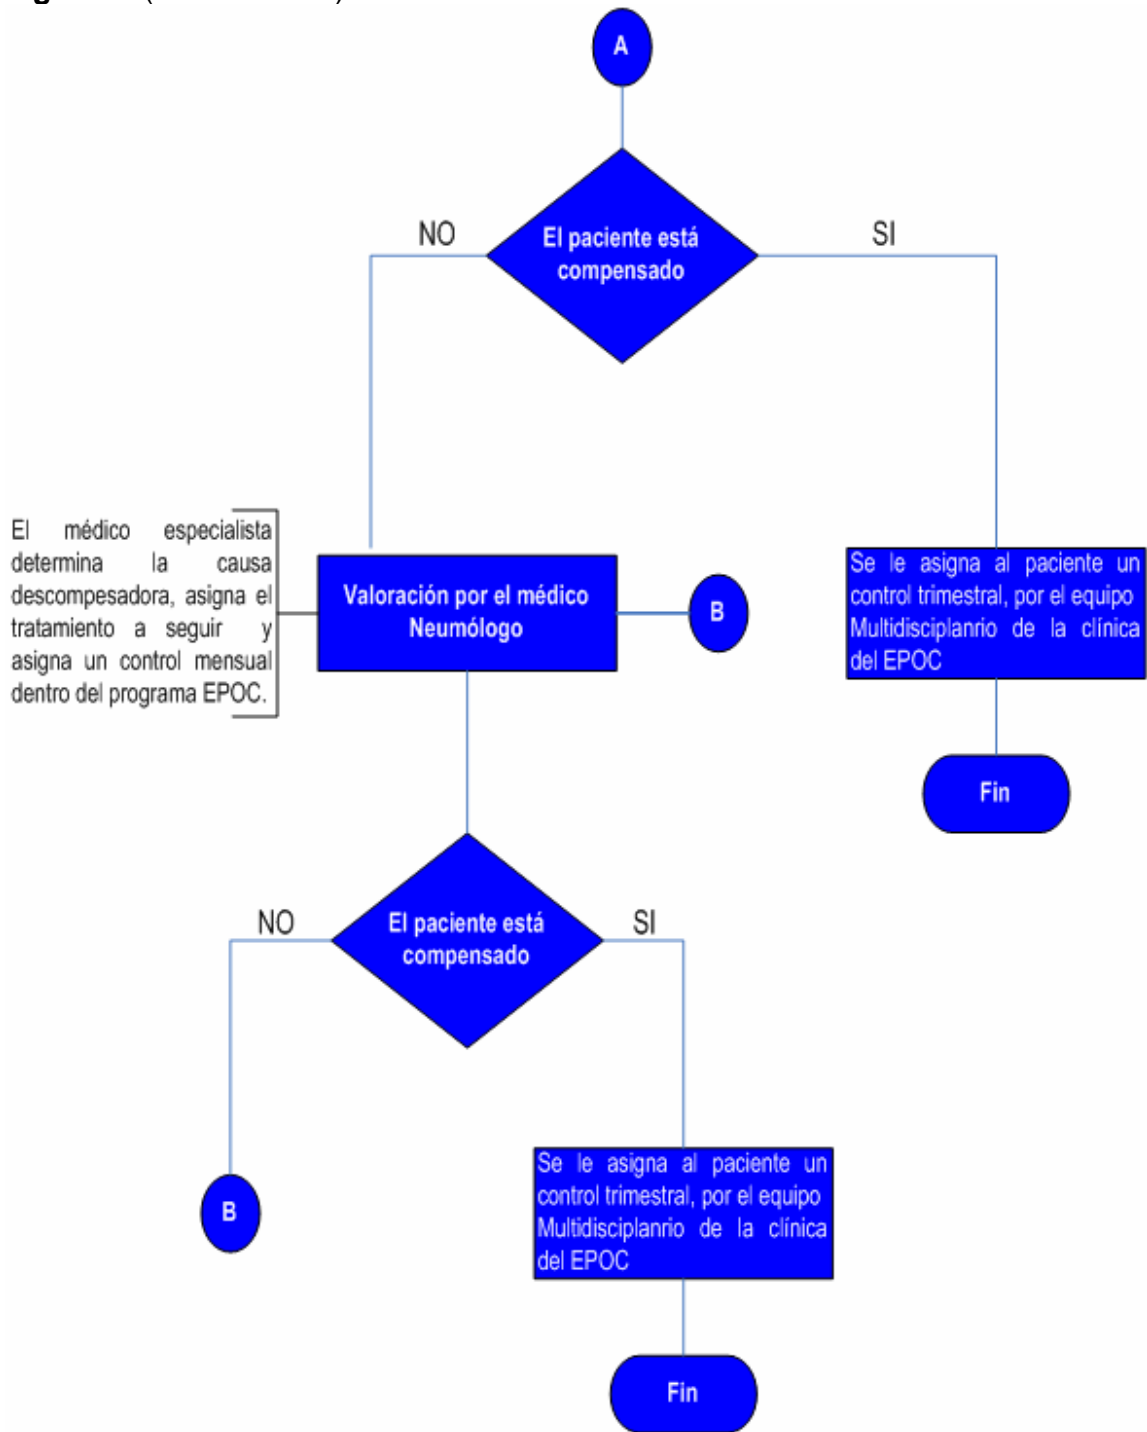 A
El paciente está
compensado
NO
SI
El médico especialista
determina la causa
descompesadora, asigna el
tratamiento a seguir y
asigna un control mensual
dentro del programa EPOC.
Valoración por el médico
Neumólogo
B
Se le asigna al paciente un
control trimestral, por el equipo
Multidisciplanrio de la clínica
del EPOC
Fin
El paciente está
compensado
NO
SI
B
Se le asigna al paciente un
control trimestral, por el equipo
Multidisciplanrio de la clínica
del EPOC
Fin